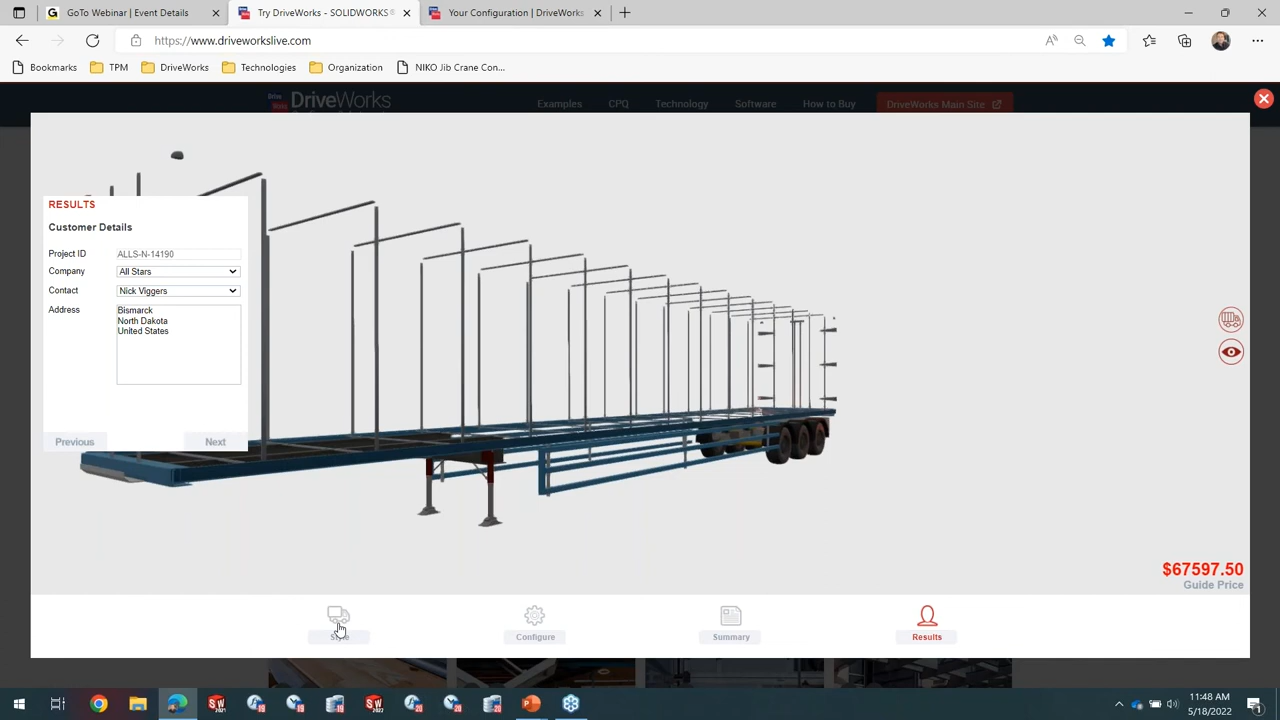 GoTo Webinar | Event Details
Try DriveWorks - SOLIDWORKS®
Your Configuration | DriveWorks
https://www.driveworkslive.com
Bookmarks
TPM
DriveWorks
Technologies
Organization
NIKO Jib Crane Con...
Drive Works
DriveWorks
Examples
CPQ
Technology
Software
How to Buy
DriveWorks Main Site
RESULTS
Customer Details
Project ID
ALLS-N-14190
Company
All Stars
Contact
Nick Viggers
Address
Bismarck
North Dakota
United States
Previous
Next
$67597.50
Guide Price
Style
Configure
Summary
Results
11:48 AM
5/18/2022